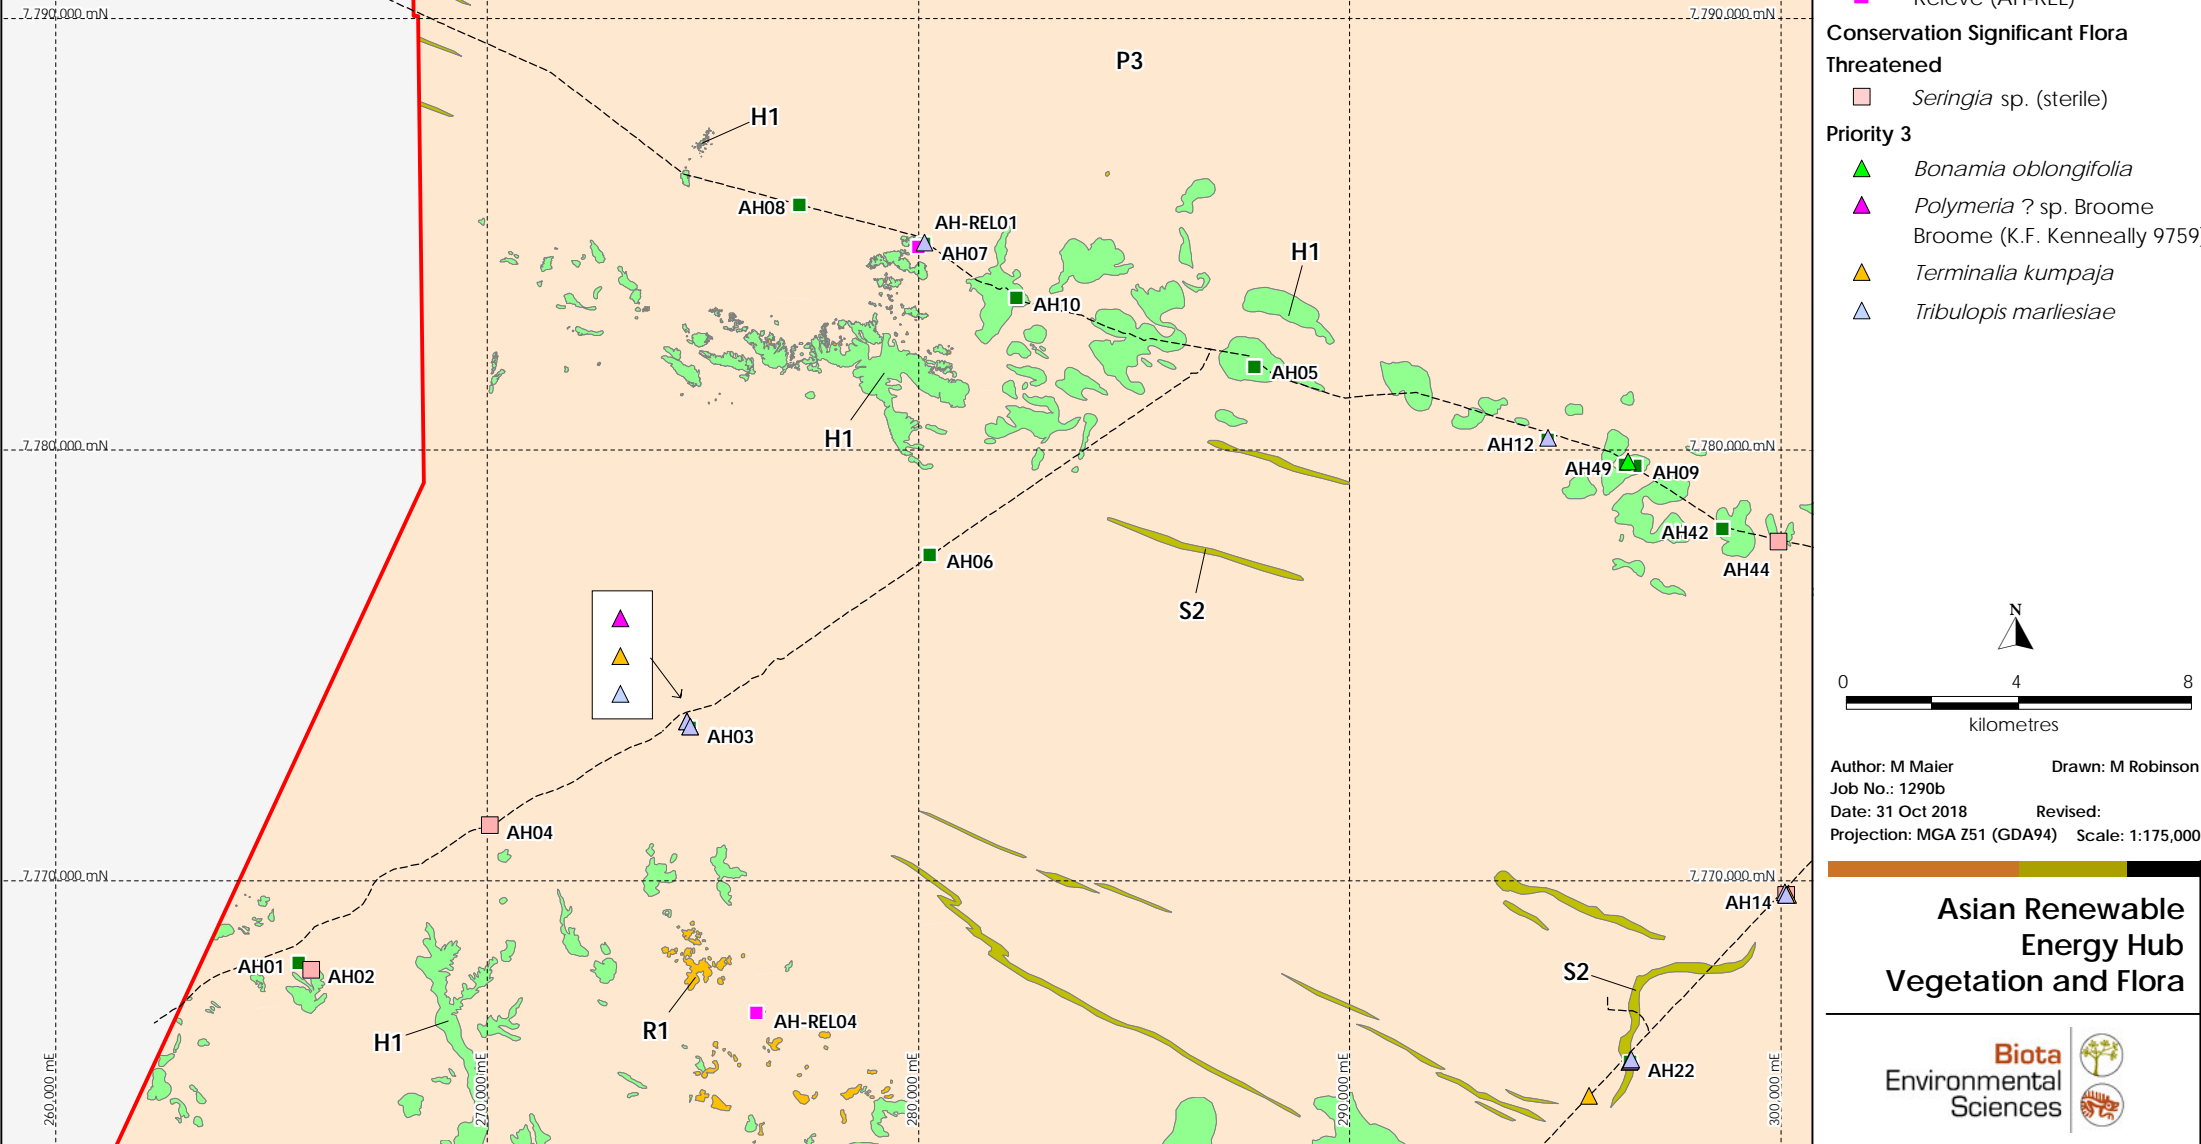 7,790,000 mN
7,790,000 mN
P3
H1
AH08
AH-REL01
AH07
H1
AH10
AH05
H1
7,780,000 mN
7,780,000 mN
AH12
AH49
AH09
AH42
AH44
AH06
S2
AH03
AH04
7,770,000 mN
7,770,000 mN
AH14
AH01
AH02
S2
AH-REL04
R1
H1
AH22
260,000 mE
270,000 mE
280,000 mE
290,000 mE
300,000 mE
Releve (AH-REL)
Conservation Significant Flora
Threatened
Seringia sp. (sterile)
Priority 3
Bonamia oblongifolia
Polymeria ? sp. Broome
Broome (K.F. Kenneally 9759)
Terminalia kumpaja
Tribulopis marliesiae
N
0 4 8
kilometres
Author: M Maier Drawn: M Robinson
Job No.: 1290b
Date: 31 Oct 2018 Revised:
Projection: MGA Z51 (GDA94) Scale: 1:175,000
Asian Renewable
Energy Hub
Vegetation and Flora
Biota
Environmental
Sciences